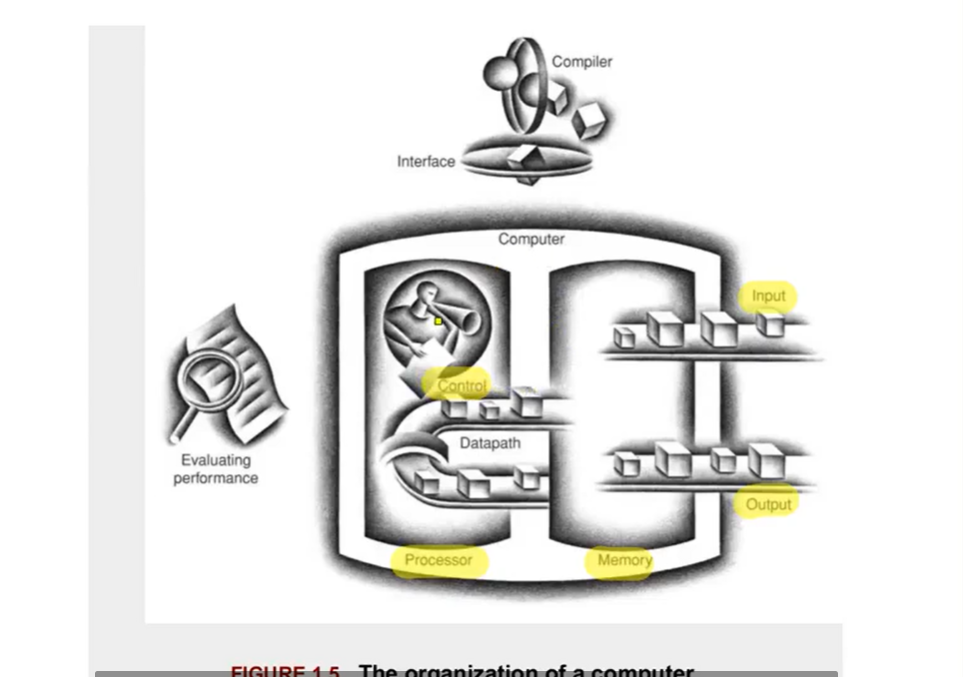 Compiler
Interface
Computer
Input
Control
Datapath
Evaluating
performance
Output
Processor
Memory
FIGURE 1.5 The organization of a computer